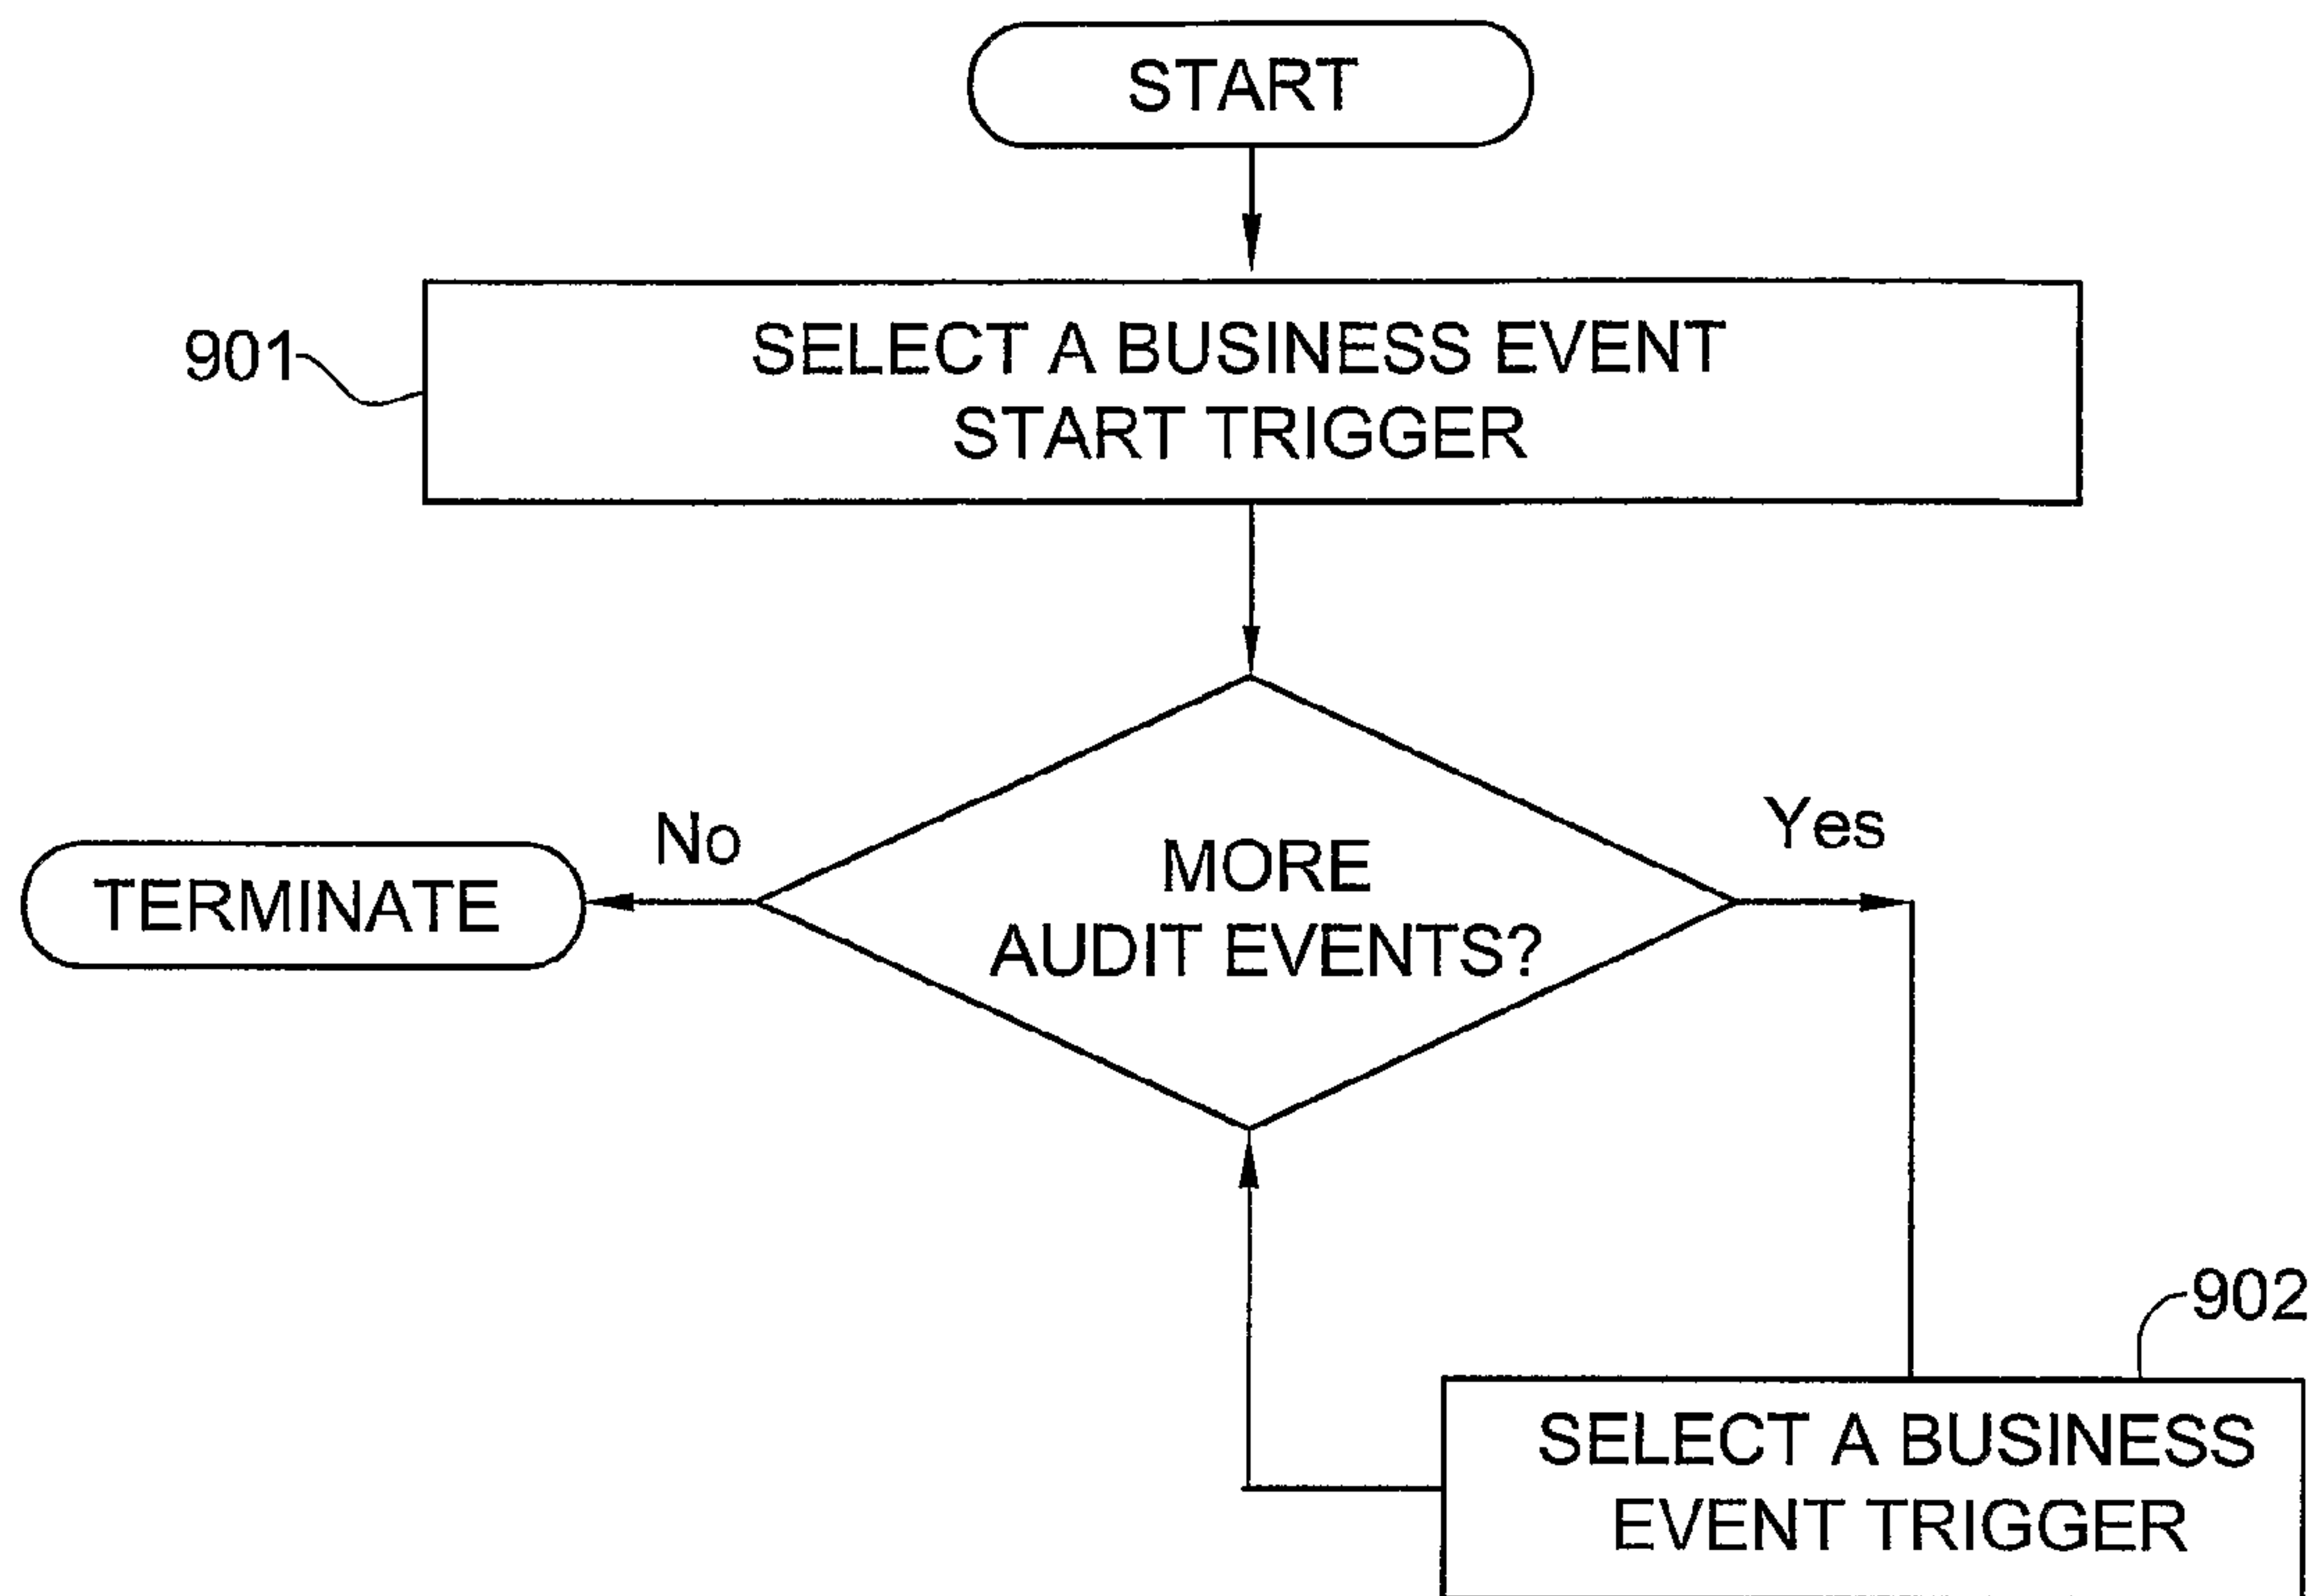 START
901
SELECT A BUSINESS EVENT
START TRIGGER
No
Yes
TERMINATE
MORE
AUDIT EVENTS?
902
SELECT A BUSINESS
EVENT TRIGGER